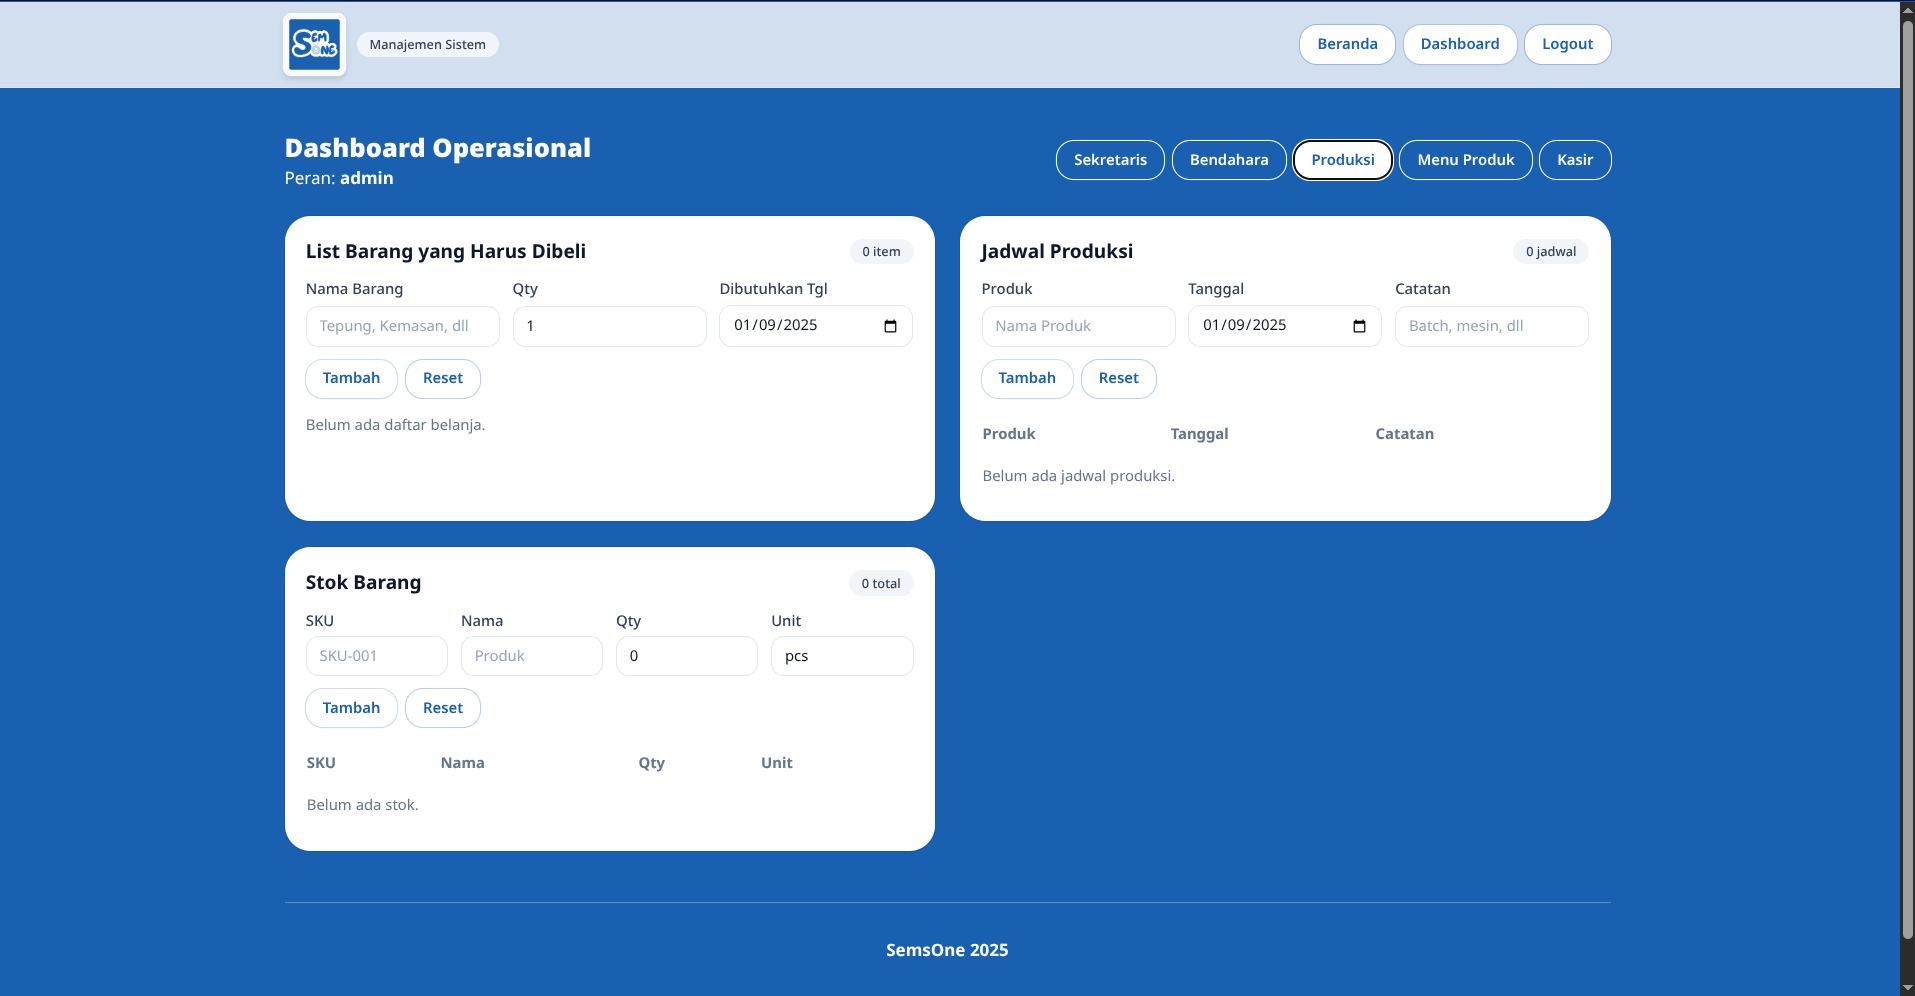 SEM ONE
Manajemen Sistem
Beranda
Dashboard
Logout
Dashboard Operasional
Peran: admin
Sekretaris
Bendahara
Produksi
Menu Produk
Kasir
List Barang yang Harus Dibeli
0 item
Nama Barang
Qty
Dibutuhkan Tgl
Tepung, Kemasan, dll
1
01/09/2025
Tambah
Reset
Belum ada daftar belanja.
Jadwal Produksi
0 jadwal
Produk
Tanggal
Catatan
Nama Produk
01/09/2025
Batch, mesin, dll
Tambah
Reset
Produk
Tanggal
Catatan
Belum ada jadwal produksi.
Stok Barang
0 total
SKU
Nama
Qty
Unit
SKU-001
Produk
0
pcs
Tambah
Reset
SKU
Nama
Qty
Unit
Belum ada stok.
SemsOne 2025